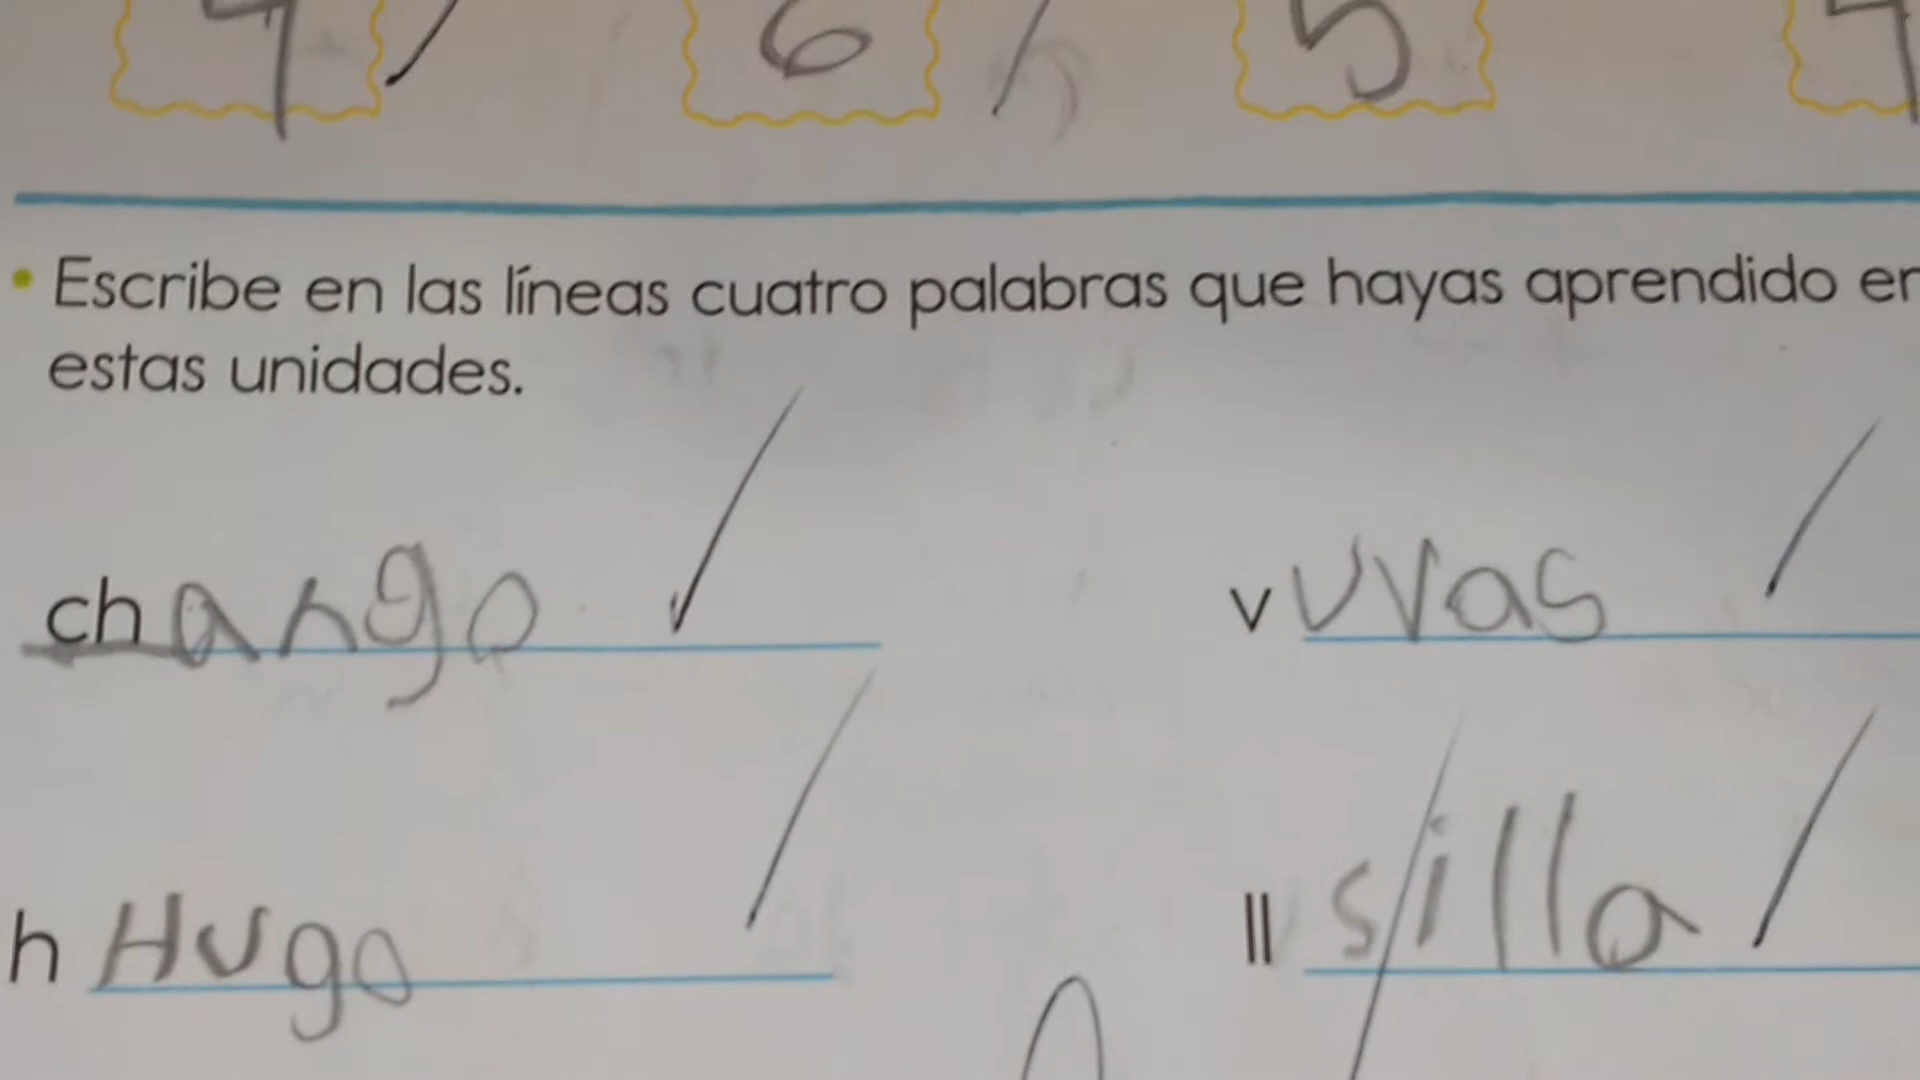 4 6 5
• Escribe en las líneas cuatro palabras que hayas aprendido en
estas unidades.
chango v uvas
h Hugo ll silla